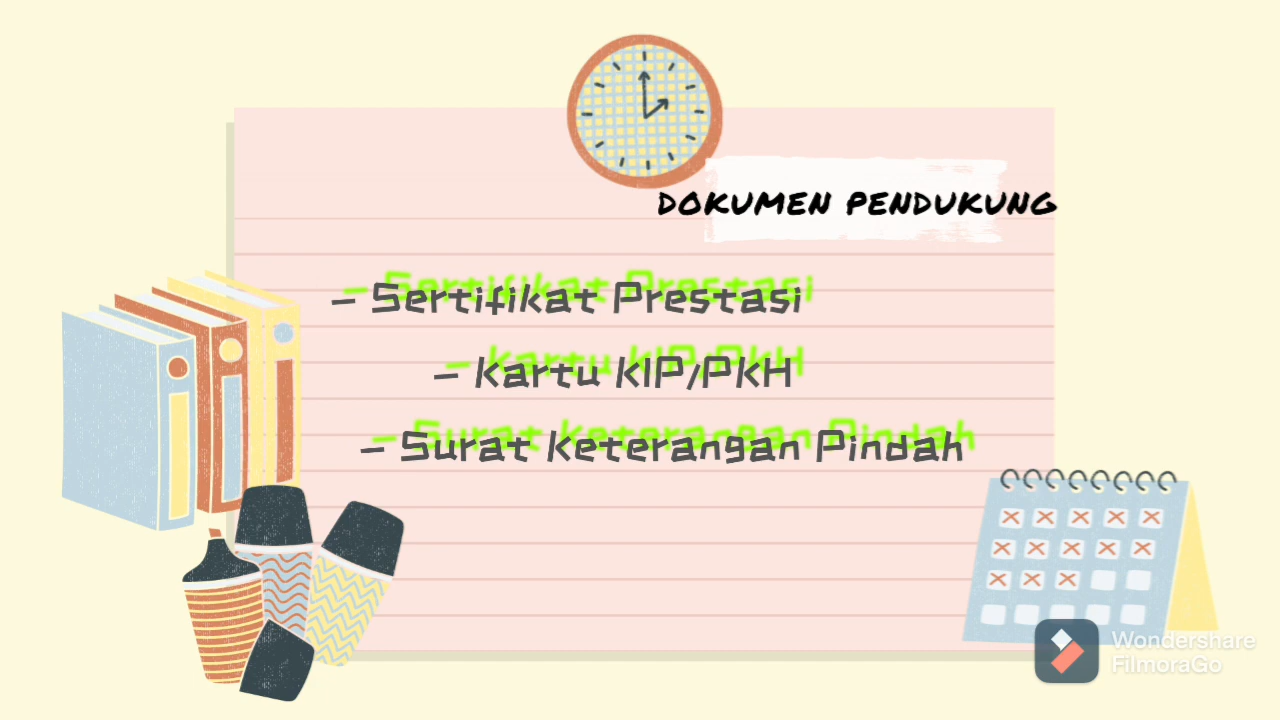 DOKUMEN PENDUKUNG
- Sertifikat Prestasi
- Kartu KIP/PKH
- Surat Keterangan Pindah
Wondershare
FilmoraGo